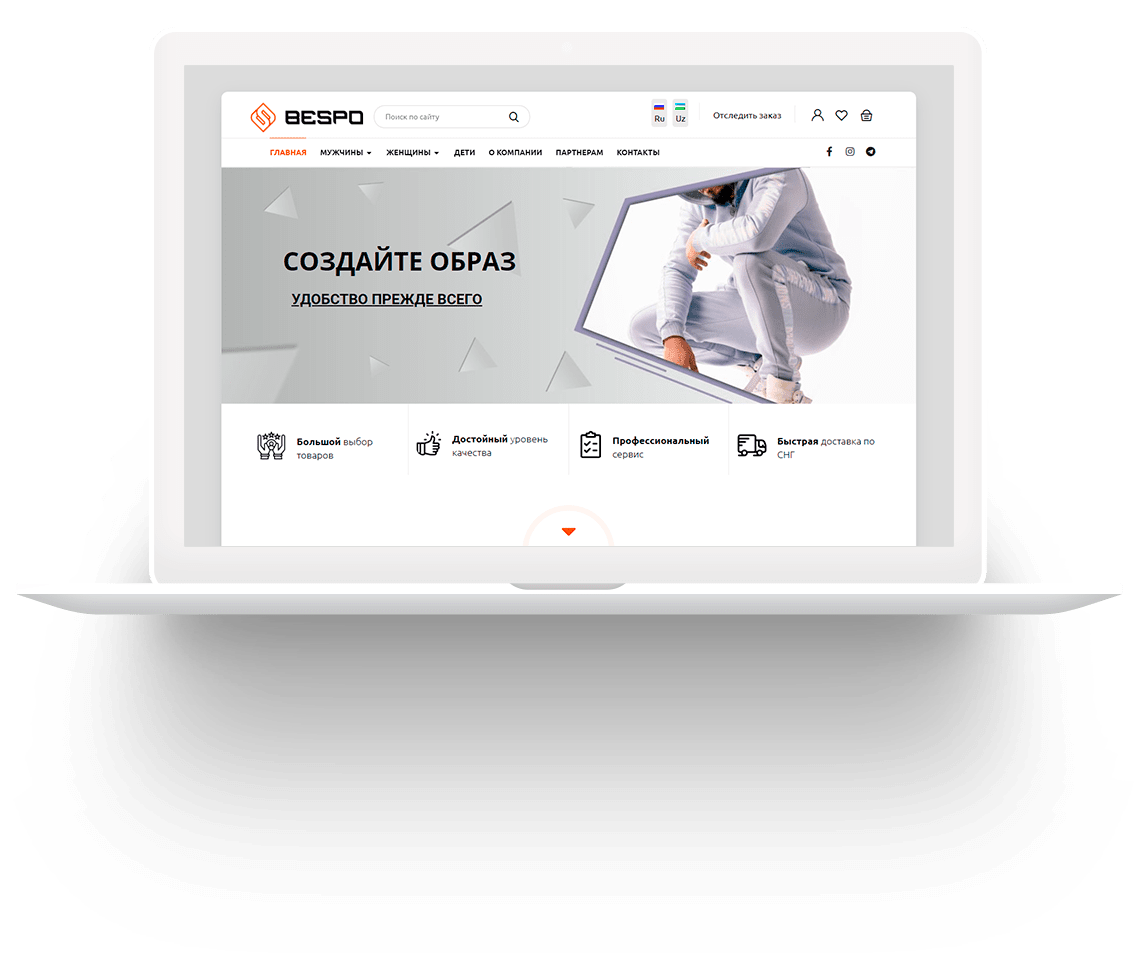 BESPO
Поиск по сайту
Ru
Uz
Отследить заказ
ГЛАВНАЯ
МУЖЧИНЫ
ЖЕНЩИНЫ
ДЕТИ
О КОМПАНИИ
ПАРТНЕРАМ
КОНТАКТЫ
СОЗДАЙТЕ ОБРАЗ
УДОБСТВО ПРЕЖДЕ ВСЕГО
Большой выбор
товаров
Достойный уровень
качества
Профессиональный
сервис
Быстрая доставка по
СНГ